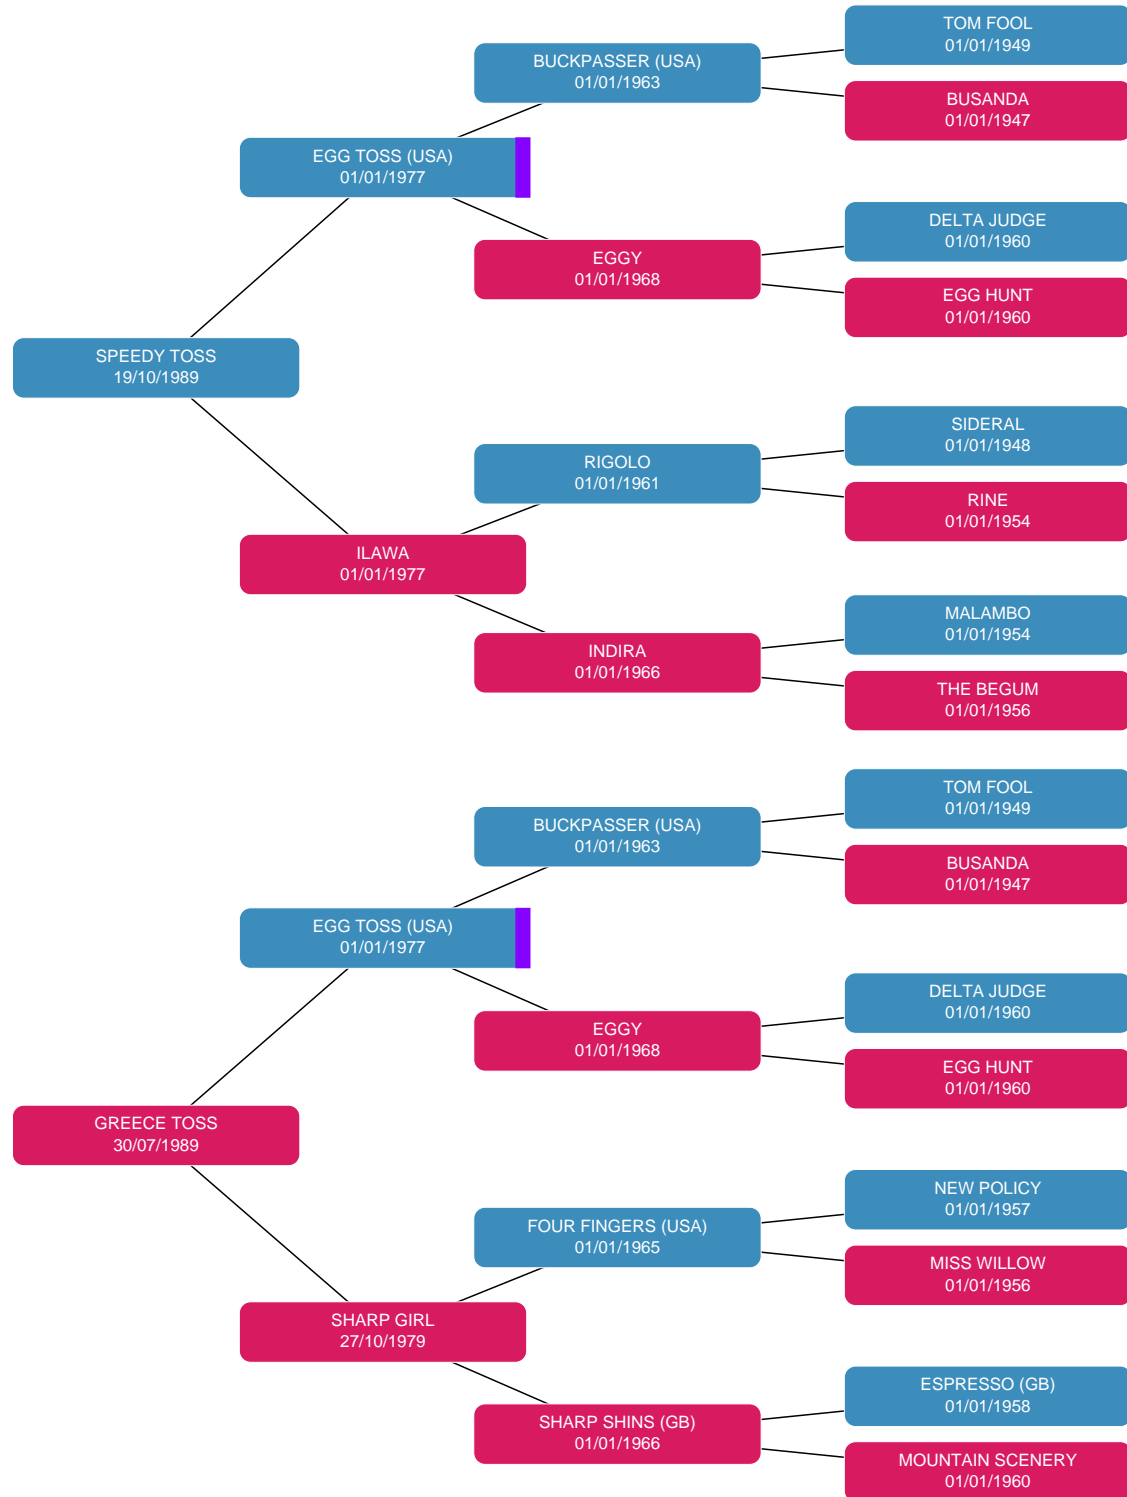 TOM FOOL
01/01/1949
BUCKPASSER (USA)
01/01/1963
BUSANDA
01/01/1947
EGG TOSS (USA)
01/01/1977
DELTA JUDGE
01/01/1960
EGGY
01/01/1968
EGG HUNT
01/01/1960
SPEEDY TOSS
19/10/1989
SIDERAL
01/01/1948
RIGOLO
01/01/1961
RINE
01/01/1954
ILAWA
01/01/1977
MALAMBO
01/01/1954
INDIRA
01/01/1966
THE BEGUM
01/01/1956
TOM FOOL
01/01/1949
BUCKPASSER (USA)
01/01/1963
BUSANDA
01/01/1947
EGG TOSS (USA)
01/01/1977
DELTA JUDGE
01/01/1960
EGGY
01/01/1968
EGG HUNT
01/01/1960
GREECE TOSS
30/07/1989
NEW POLICY
01/01/1957
FOUR FINGERS (USA)
01/01/1965
MISS WILLOW
01/01/1956
SHARP GIRL
27/10/1979
ESPRESSO (GB)
01/01/1958
SHARP SHINS (GB)
01/01/1966
MOUNTAIN SCENERY
01/01/1960